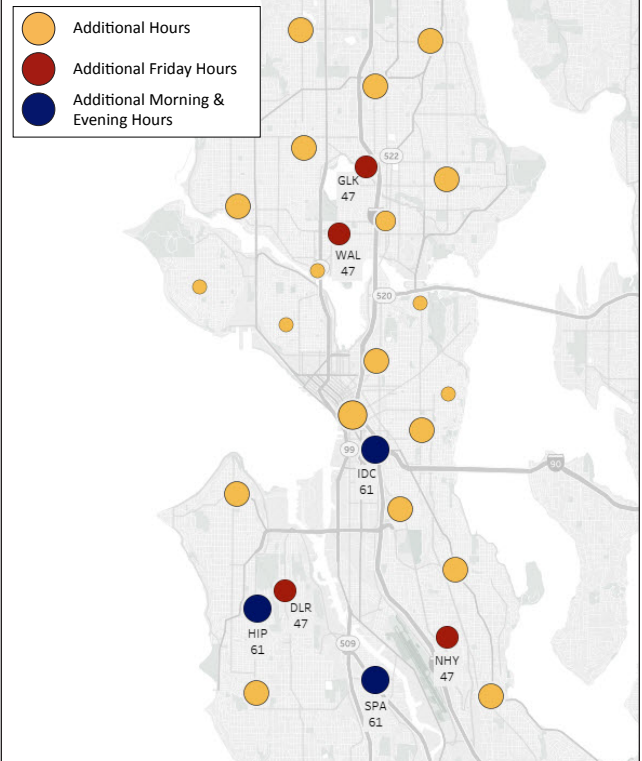 Additional Hours
Additional Friday Hours
Additional Morning &
Evening Hours
522
GLK
47
WAL
47
520
99
IDC
61
90
DLR
47
HIP
61
509
NHY
47
SPA
61